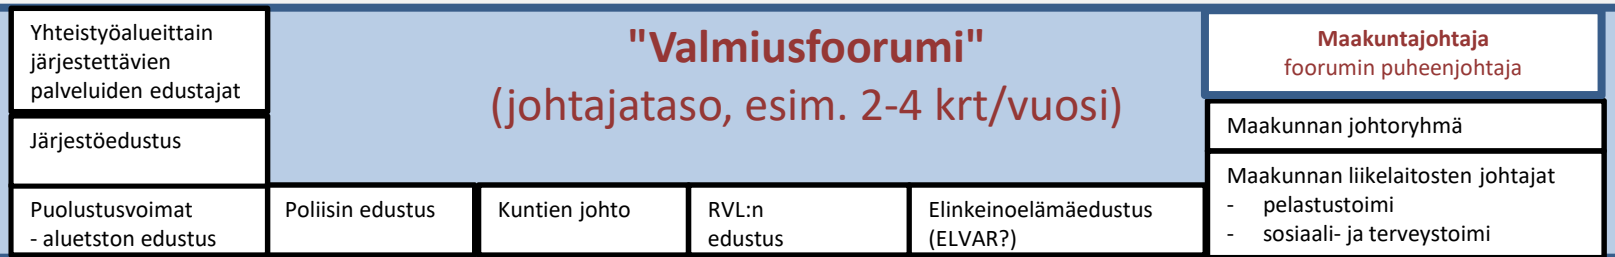 Yhteistyöalueittain
järjestettävien
palveluiden edustajat
Järjestöedustus
Puolustusvoimat
- aluetston edustus
"Valmiusfoorumi"
(johtajataso, esim. 2-4 krt/vuosi)
Poliisin edustus
Kuntien johto
RVL:n
edustus
Elinkeinoelämäedustus
(ELVAR?)
Maakuntajohtaja
foorumin puheenjohtaja
Maakunnan johtoryhmä
Maakunnan liikelaitosten johtajat
- pelastustoimi
- sosiaali- ja terveystoimi